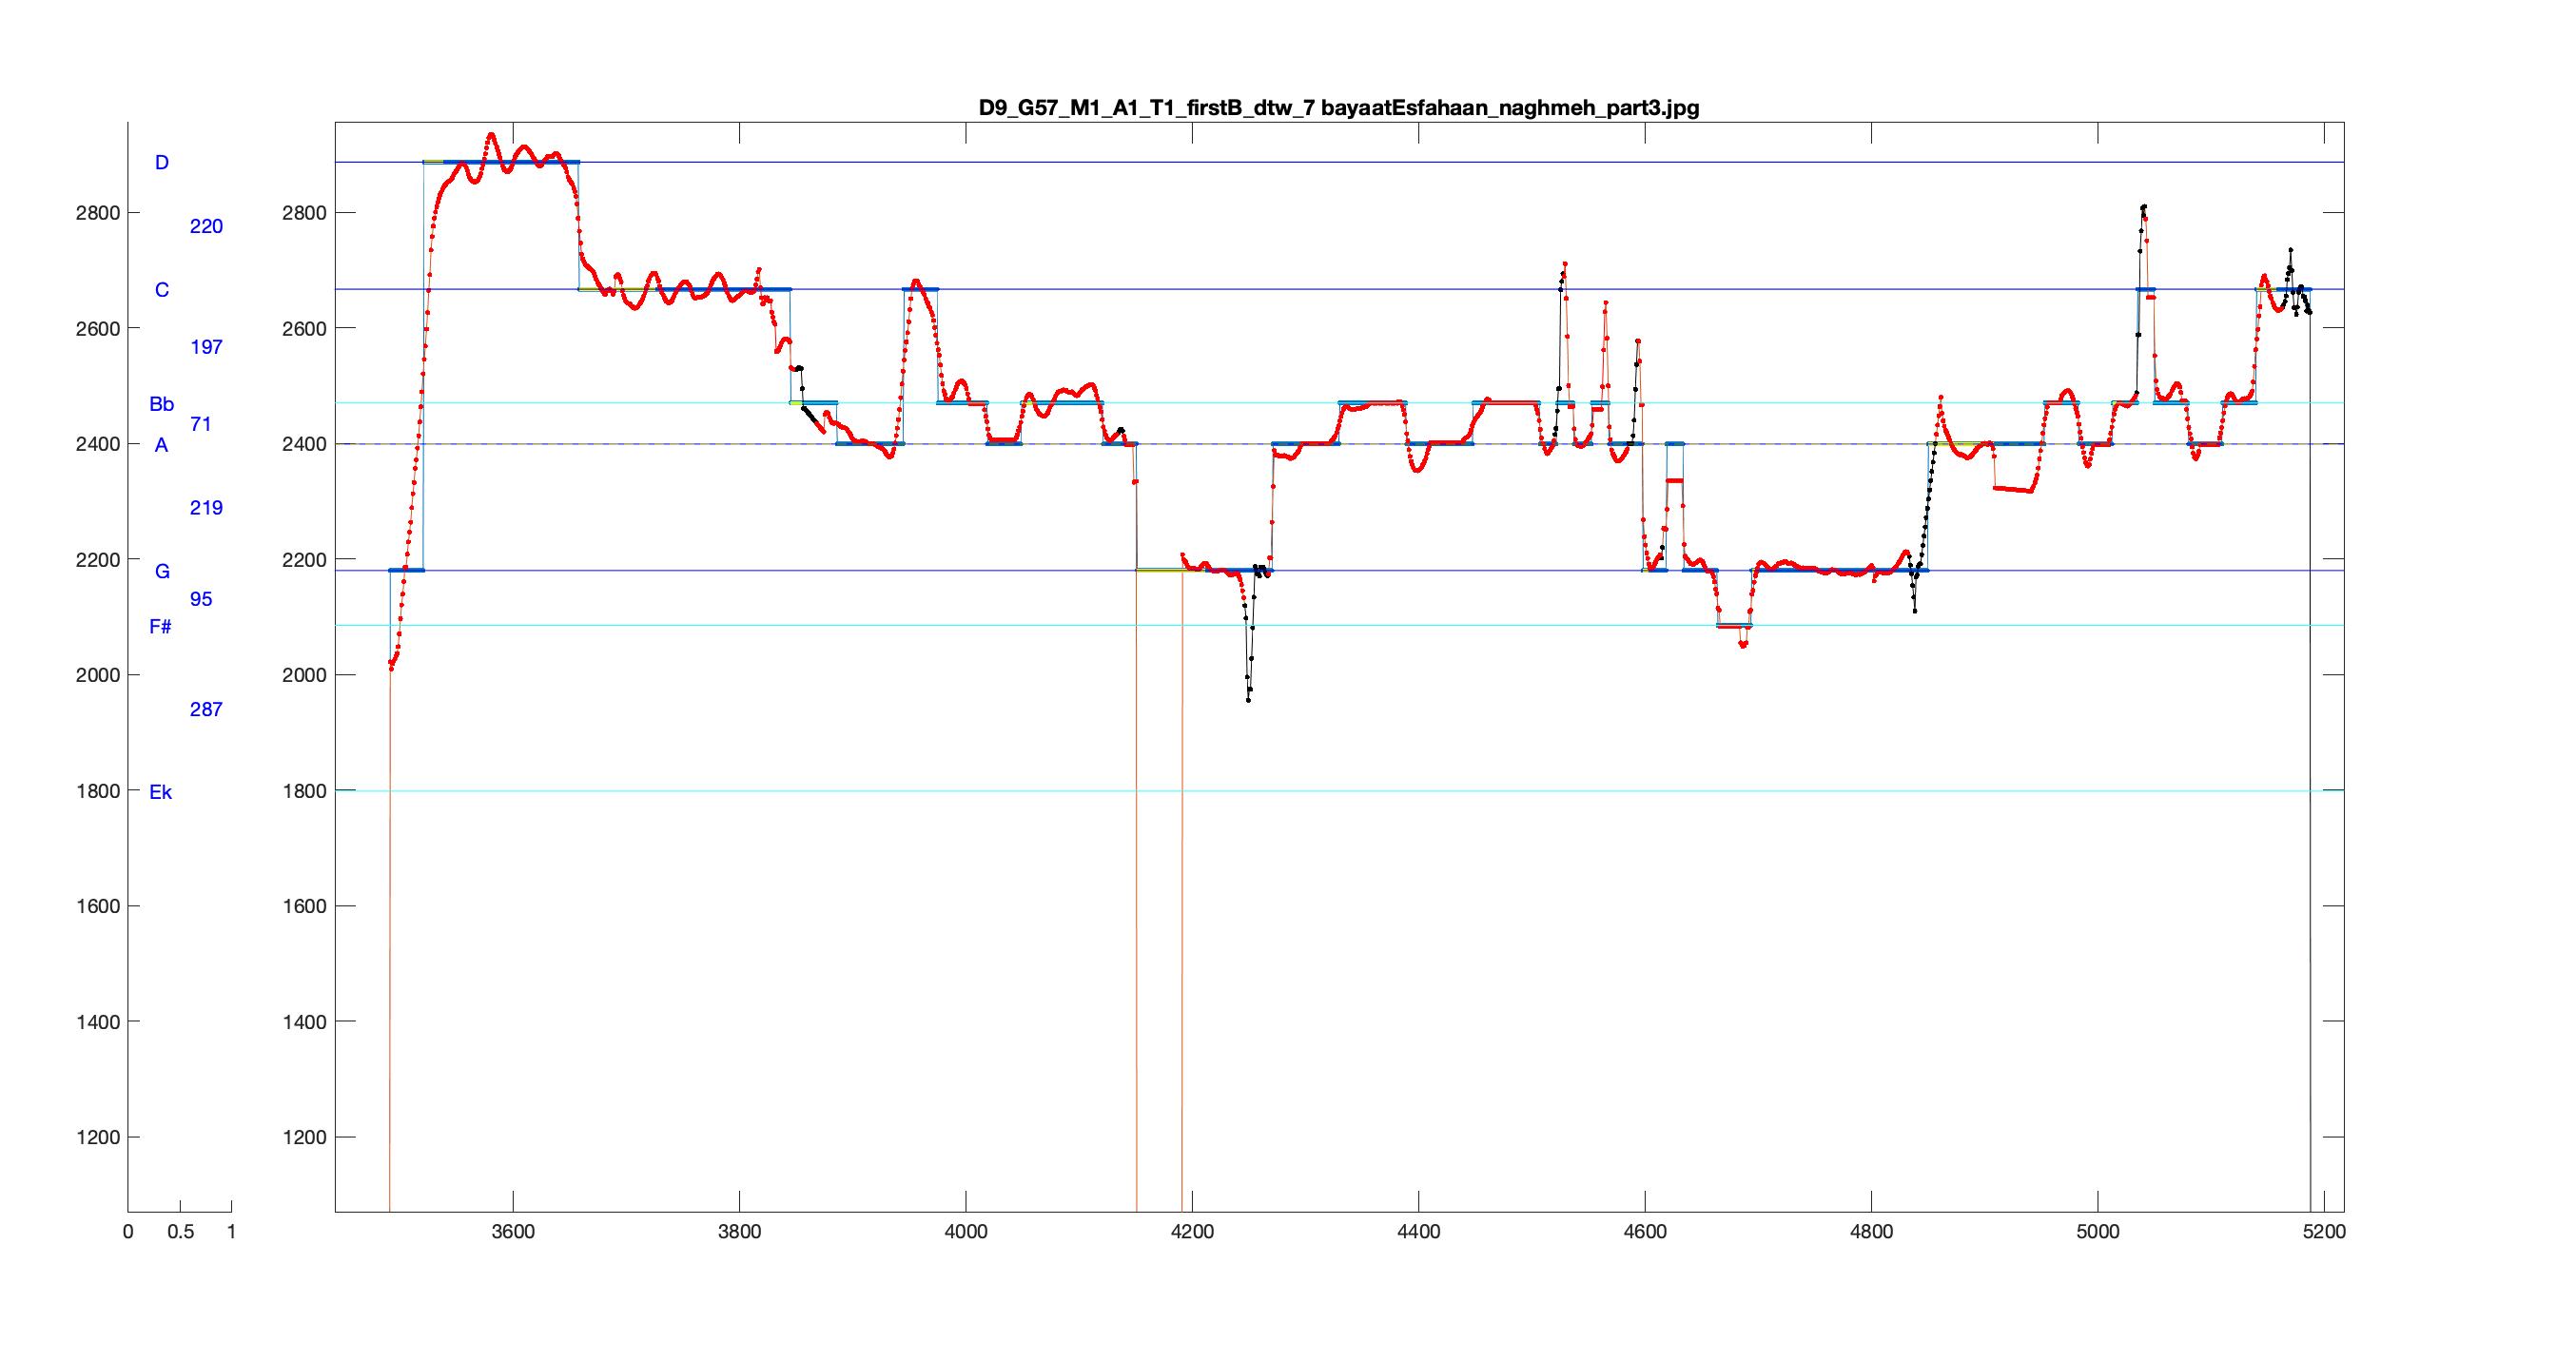 D9_G57_M1_A1_T1_firstB_dtw_7 bayaatEsfahaan_naghmeh_part3.jpg
D
2800 2800
220
C
2600 2600
197
Bb
71
2400 A 2400
219
2200 G 2200
95
F#
2000 2000
287
1800 Ek 1800
1600 1600
1400 1400
1200 1200
0 0.5 1 3600 3800 4000 4200 4400 4600 4800 5000 5200